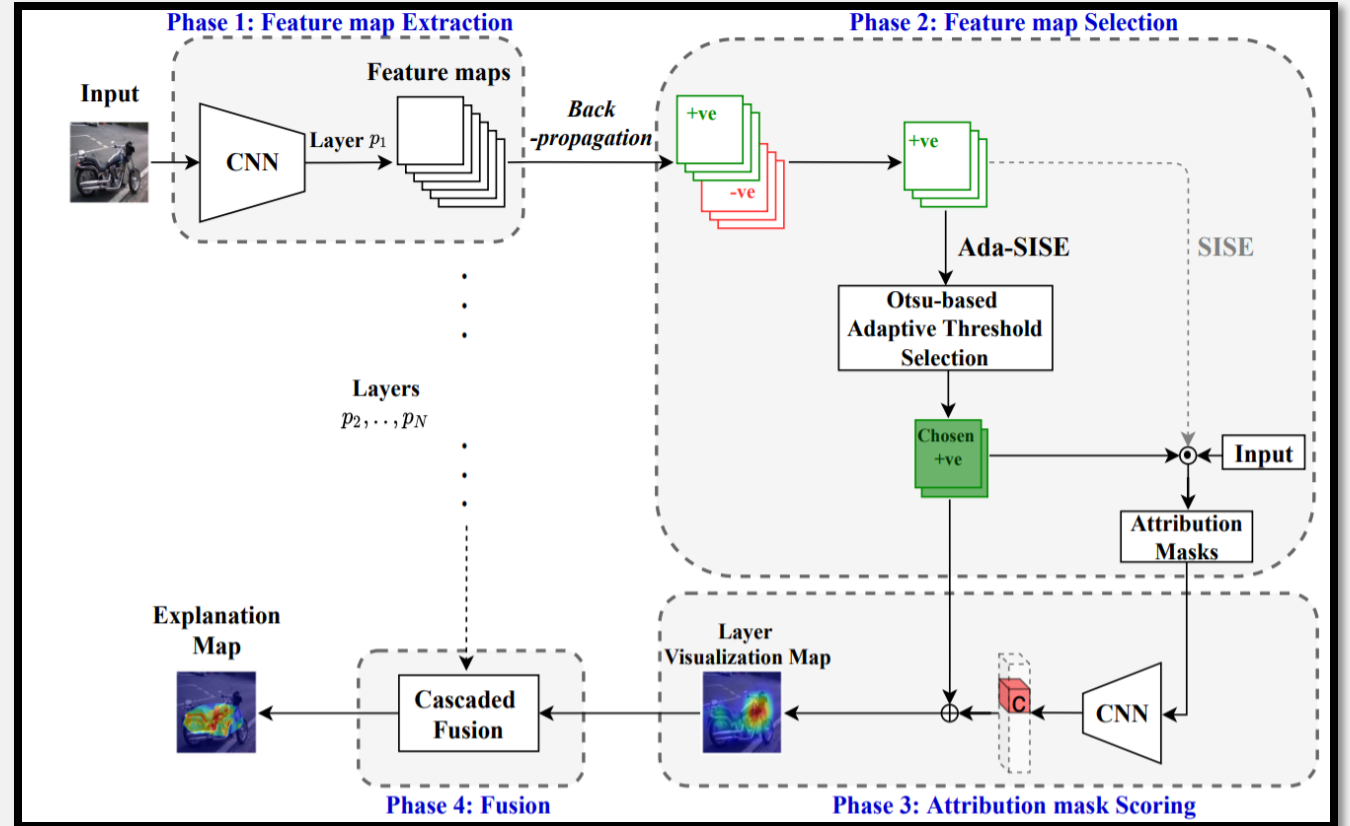 Phase 1: Feature map Extraction
Phase 2: Feature map Selection
Input
Feature maps
CNN
Layer p₁
Back
-propagation
+ve
-ve
+ve
Ada-SISE
SISE
Otsu-based
Adaptive Threshold
Selection
Chosen
+ve
Input
Attribution
Masks
Layers
p₂,..,p_N
Explanation
Map
Cascaded
Fusion
Layer
Visualization Map
C
CNN
Phase 4: Fusion
Phase 3: Attribution mask Scoring